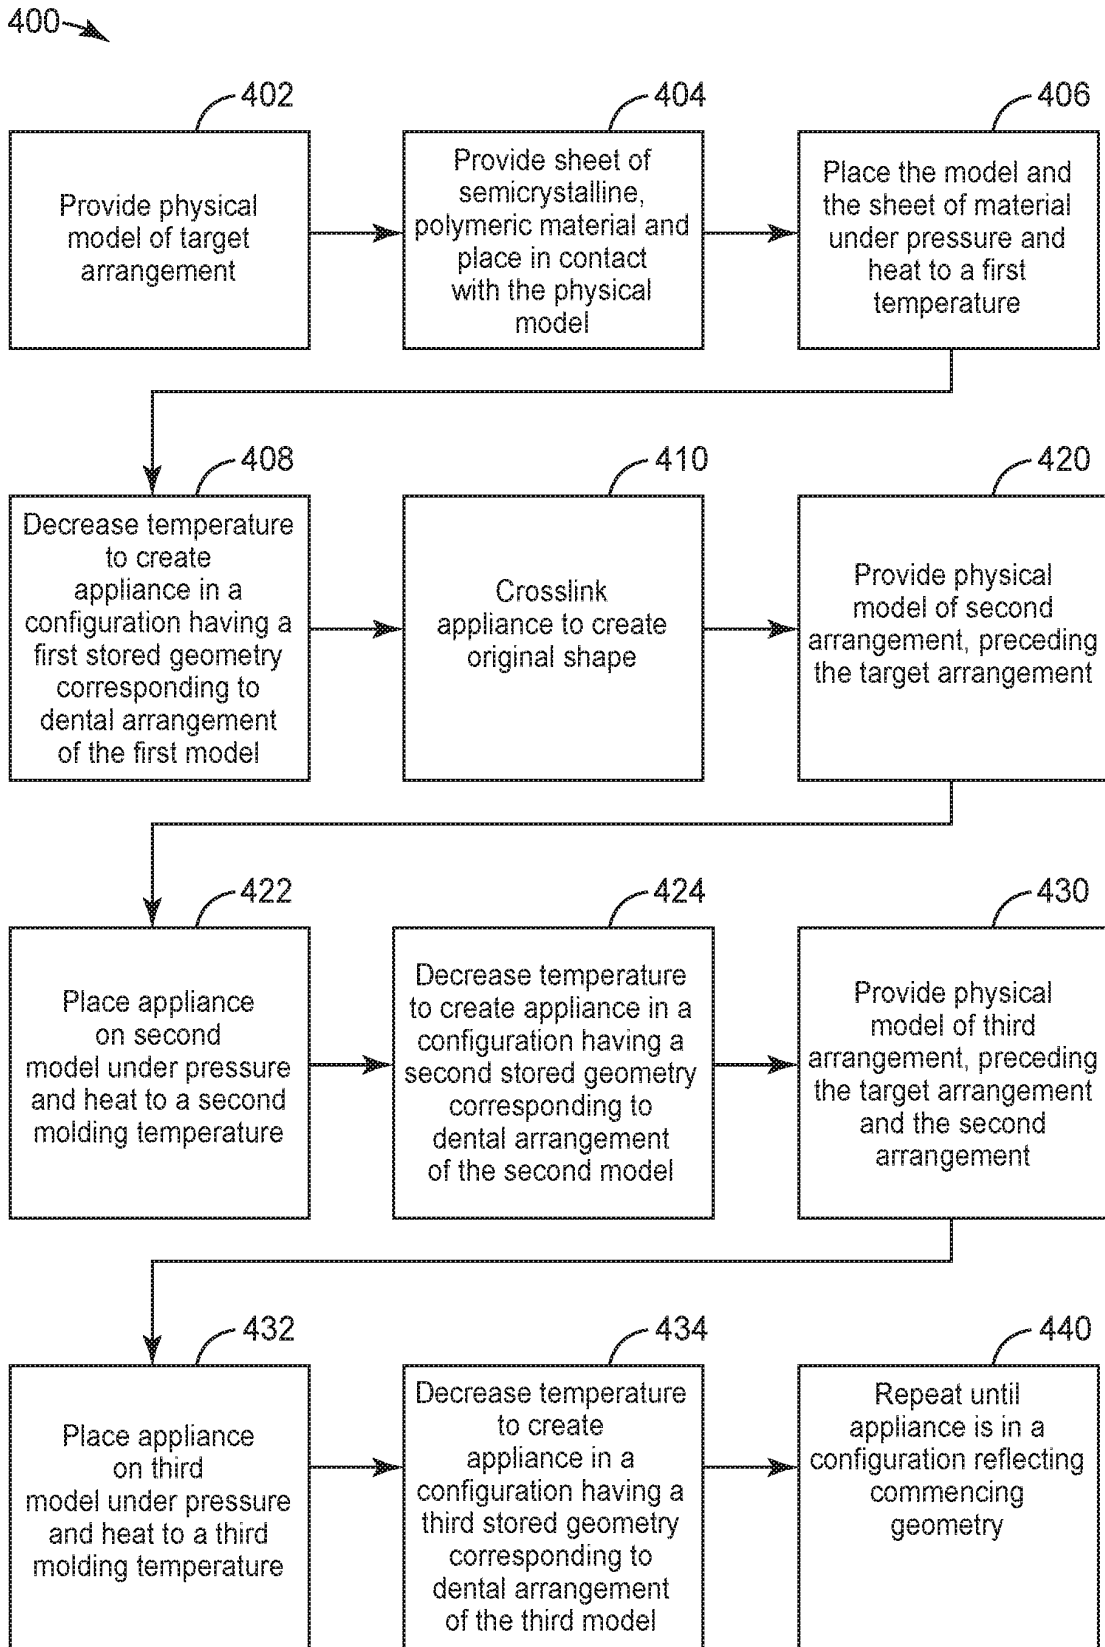 400
402
Provide physical
model of target
arrangement
404
Provide sheet of
semicrystalline,
polymeric material and
place in contact
with the physical
model
406
Place the model and
the sheet of material
under pressure and
heat to a first
temperature
408
Decrease temperature
to create
appliance in a
configuration having a
first stored geometry
corresponding to
dental arrangement
of the first model
410
Crosslink
appliance to create
original shape
420
Provide physical
model of second
arrangement, preceding
the target arrangement
422
Place appliance
on second
model under pressure
and heat to a second
molding temperature
424
Decrease temperature
to create appliance in a
configuration having a
second stored geometry
corresponding to
dental arrangement
of the second model
430
Provide physical
model of third
arrangement, preceding
the target arrangement
and the second
arrangement
432
Place appliance
on third
model under pressure
and heat to a third
molding temperature
434
Decrease temperature
to create
appliance in a
configuration having a
third stored geometry
corresponding to
dental arrangement
of the third model
440
Repeat until
appliance is in a
configuration reflecting
commencing
geometry